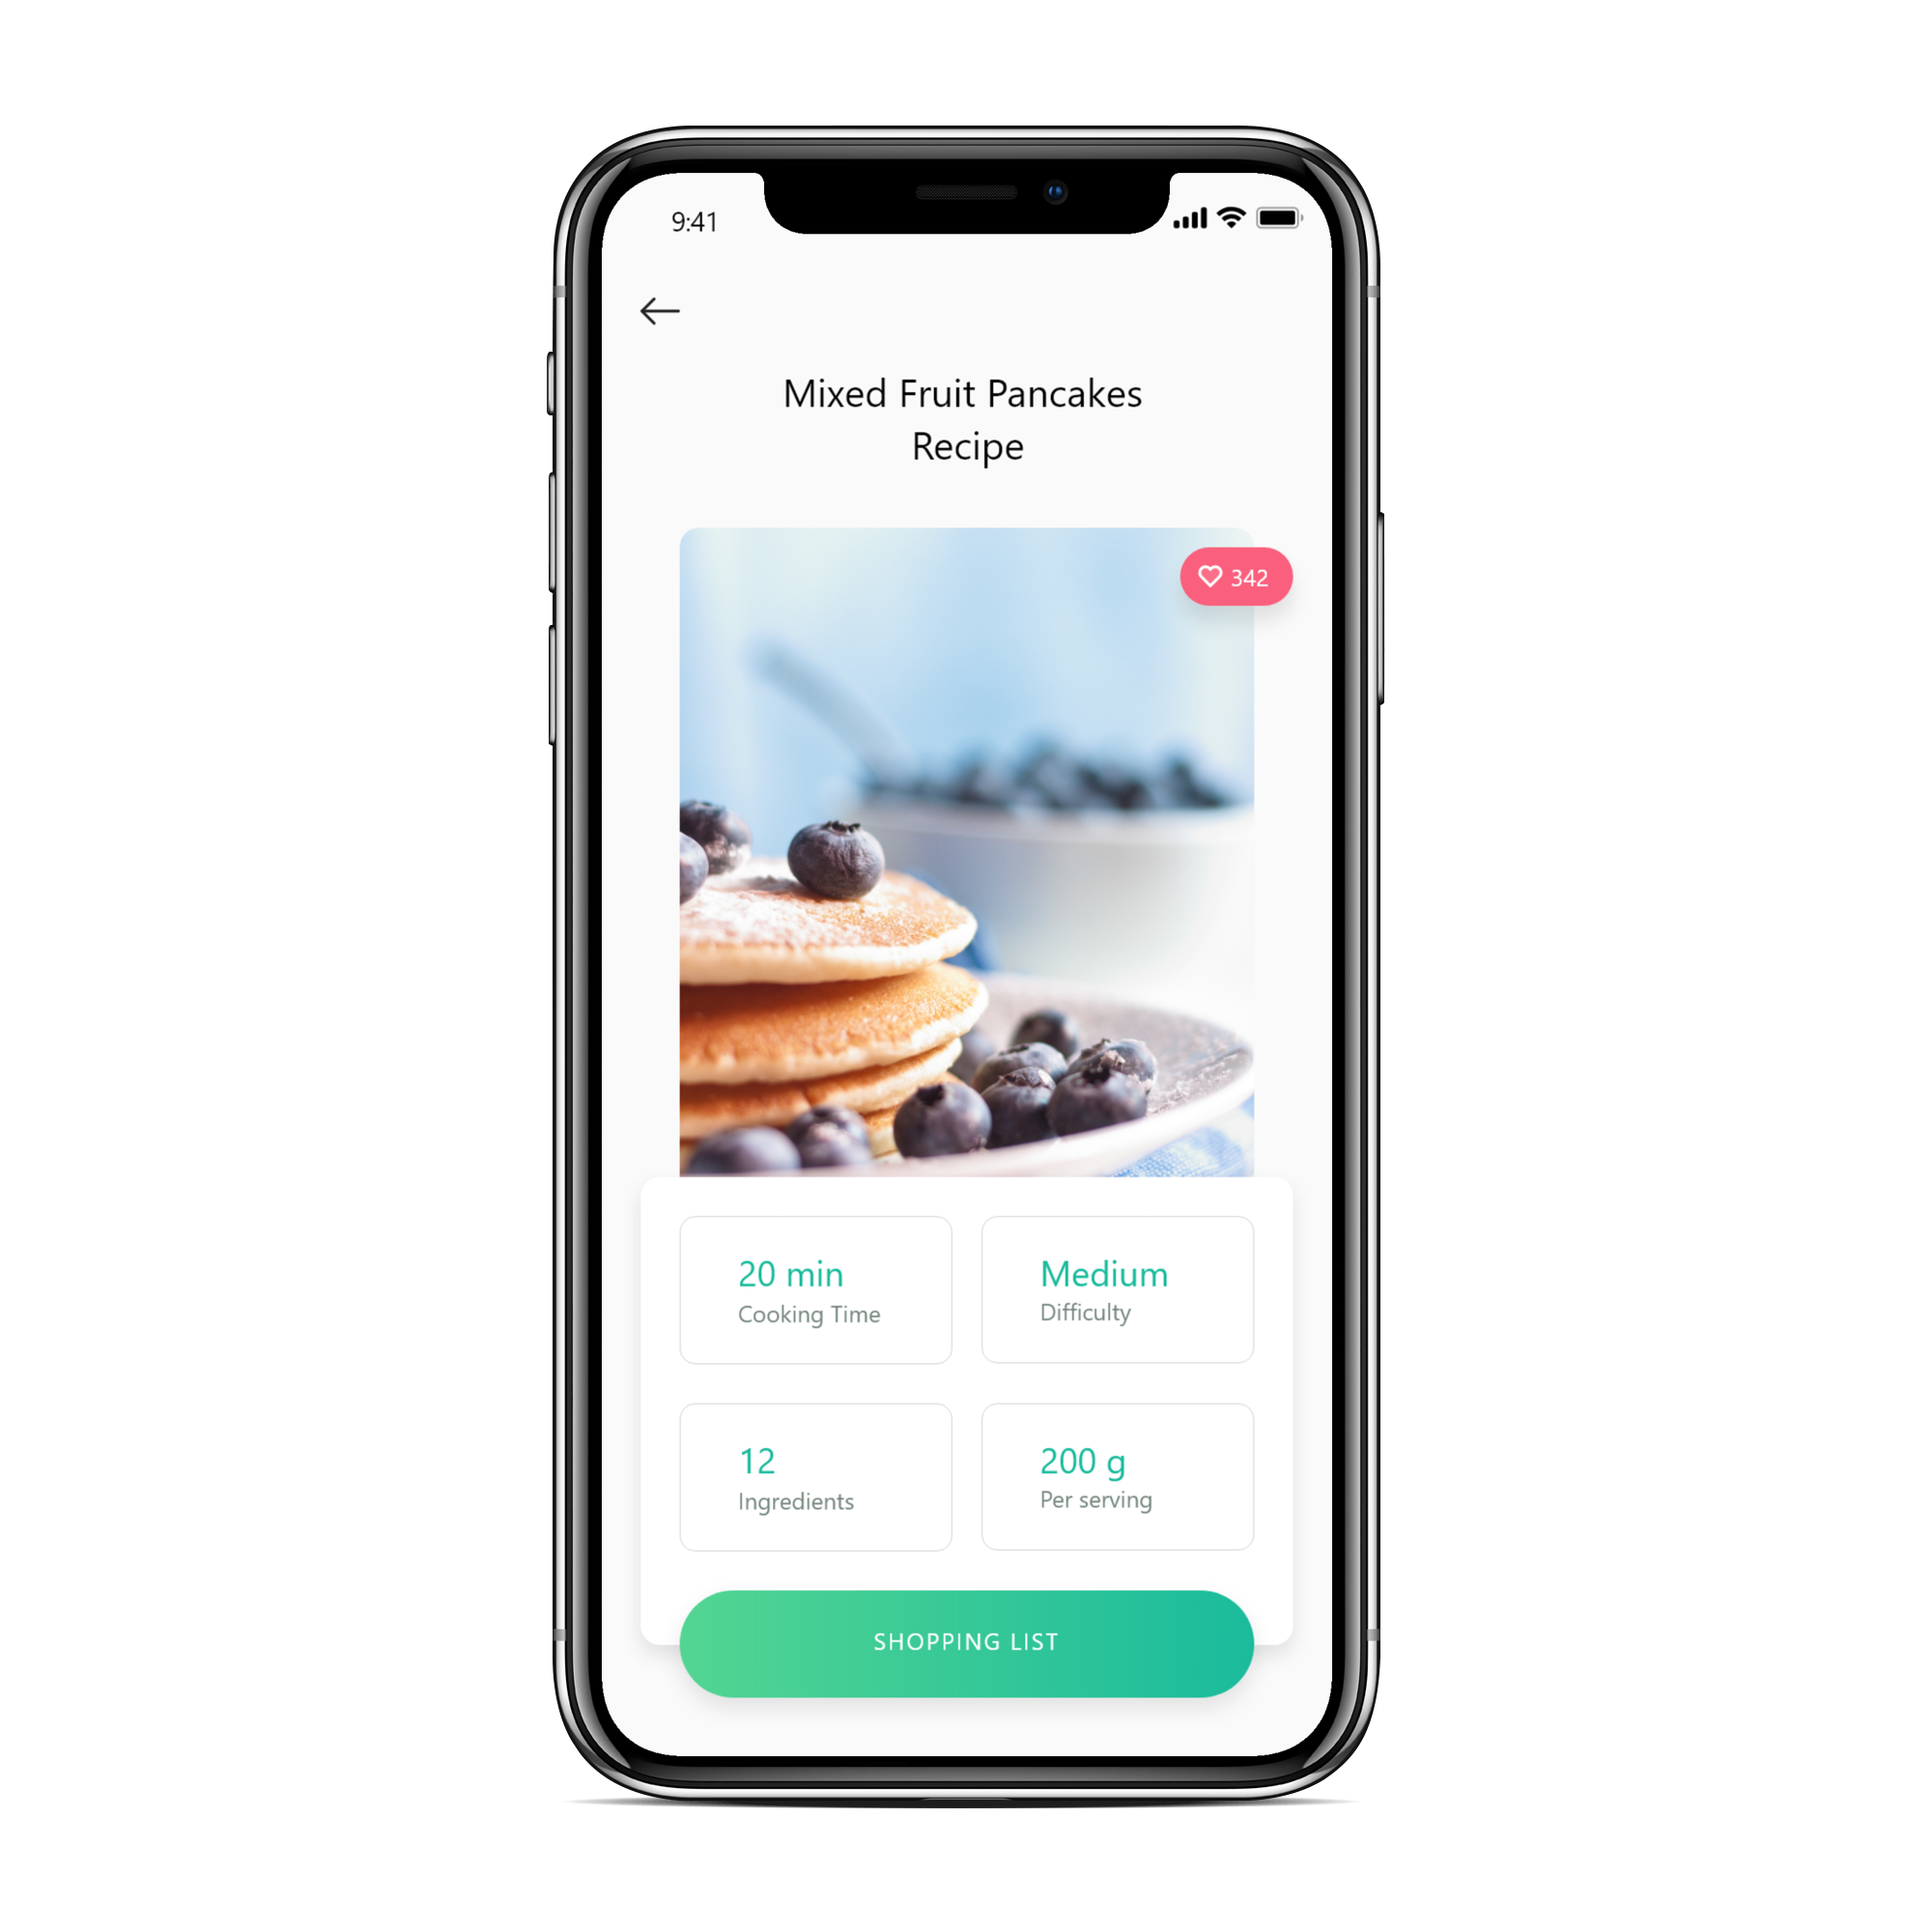 9:41
Mixed Fruit Pancakes
Recipe
342
20 min
Cooking Time
Medium
Difficulty
12
Ingredients
200 g
Per serving
SHOPPING LIST